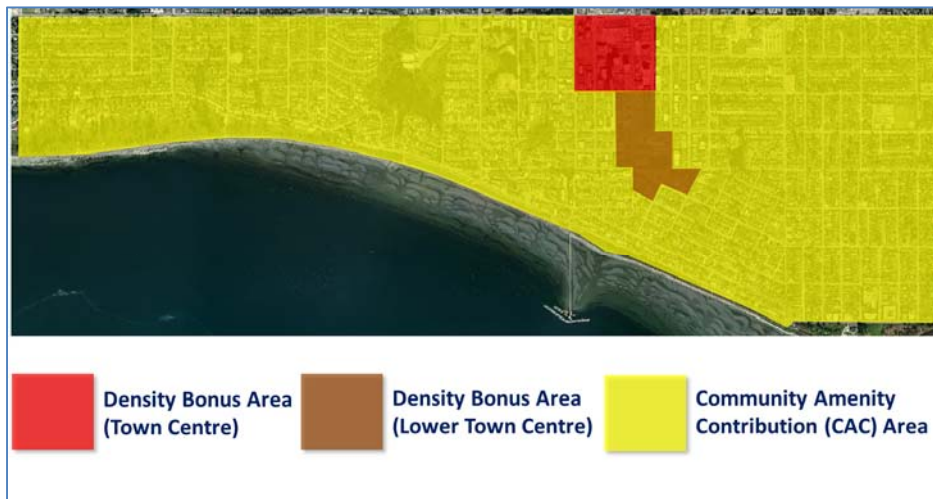 Density Bonus Area
(Town Centre)
Density Bonus Area
(Lower Town Centre)
Community Amenity
Contribution (CAC) Area